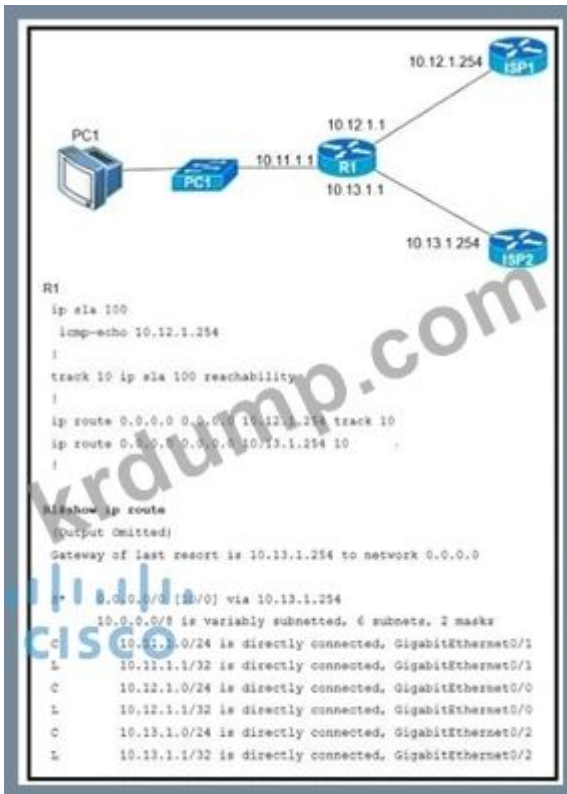 10.12.1.254
ISP1
10.12.1.1
PC1
10.11.1.1
R1
PC1
10.13.1.1
10.13.1.254
ISP2
R1
ip sla 100
icmp-echo 10.12.1.254
!
track 10 ip sla 100 reachability
!
ip route 0.0.0.0 0.0.0.0 10.12.1.254 track 10
ip route 0.0.0.0 0.0.0.0 10.13.1.254 10
!
krdump.com
R1#show ip route
(Output Omitted)
Gateway of last resort is 10.13.1.254 to network 0.0.0.0
0.0.0.0/0 [10/0] via 10.13.1.254
10.0.0.0/8 is variably subnetted, 6 subnets, 2 masks
CISCO
C 10.11.1.0/24 is directly connected, GigabitEthernet0/1
L 10.11.1.1/32 is directly connected, GigabitEthernet0/1
C 10.12.1.0/24 is directly connected, GigabitEthernet0/0
L 10.12.1.1/32 is directly connected, GigabitEthernet0/0
C 10.13.1.0/24 is directly connected, GigabitEthernet0/2
L 10.13.1.1/32 is directly connected, GigabitEthernet0/2